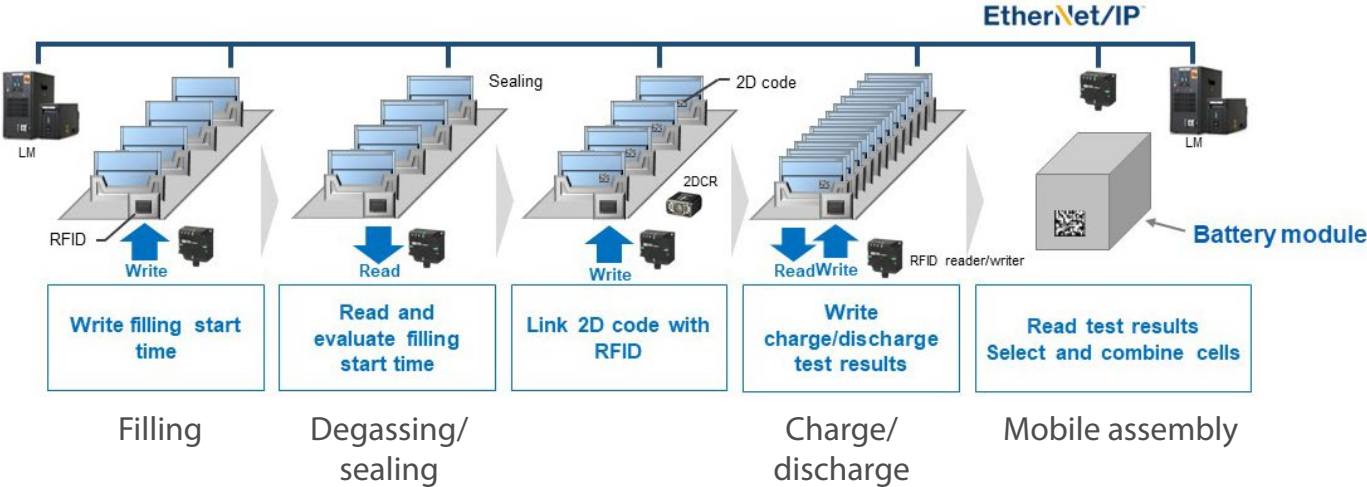 EtherNet/IP
LM
RFID
Write
Sealing
Read
2D code
2DCR
Write
Read Write
RFID reader/writer
LM
Battery module
Write filling start
time
Read and
evaluate filling
start time
Link 2D code with
RFID
Write
charge/discharge
test results
Read test results
Select and combine cells
Filling
Degassing/
sealing
Charge/
discharge
Mobile assembly